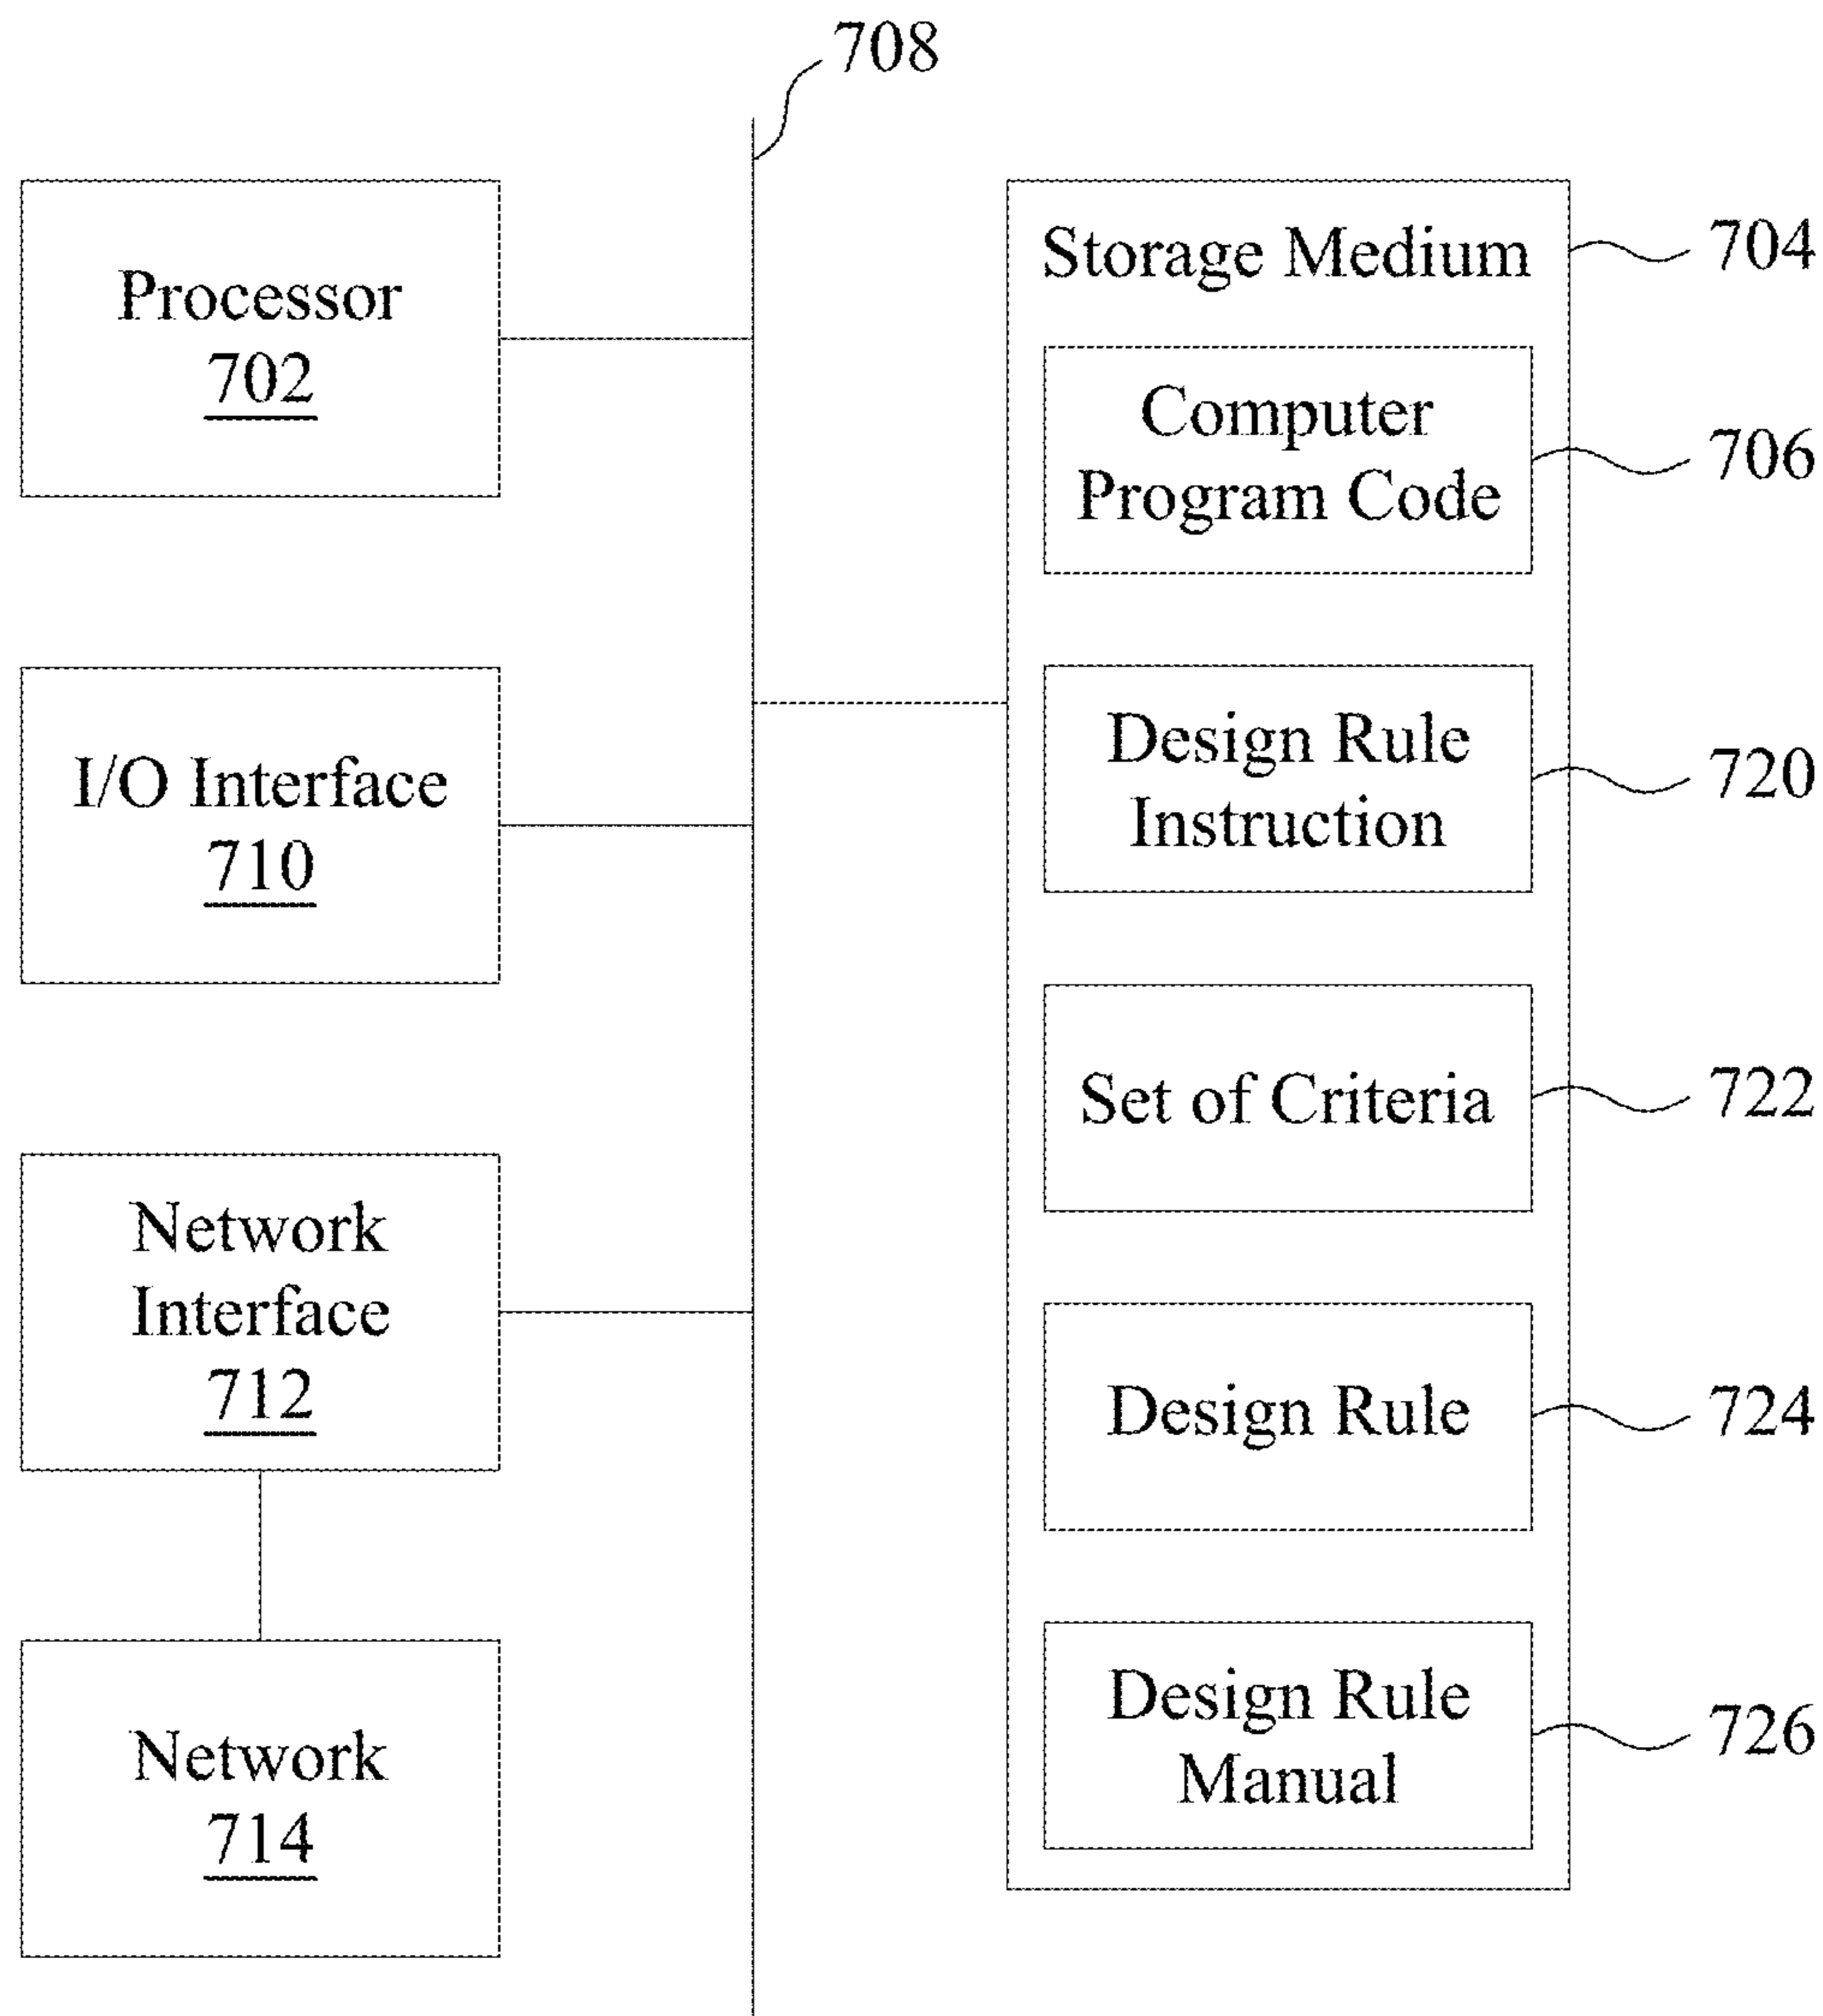 708
Processor
702
I/O Interface
710
Network
Interface
712
Network
714
Storage Medium
704
Computer
Program Code
706
Design Rule
Instruction
720
Set of Criteria
722
Design Rule
724
Design Rule
Manual
726